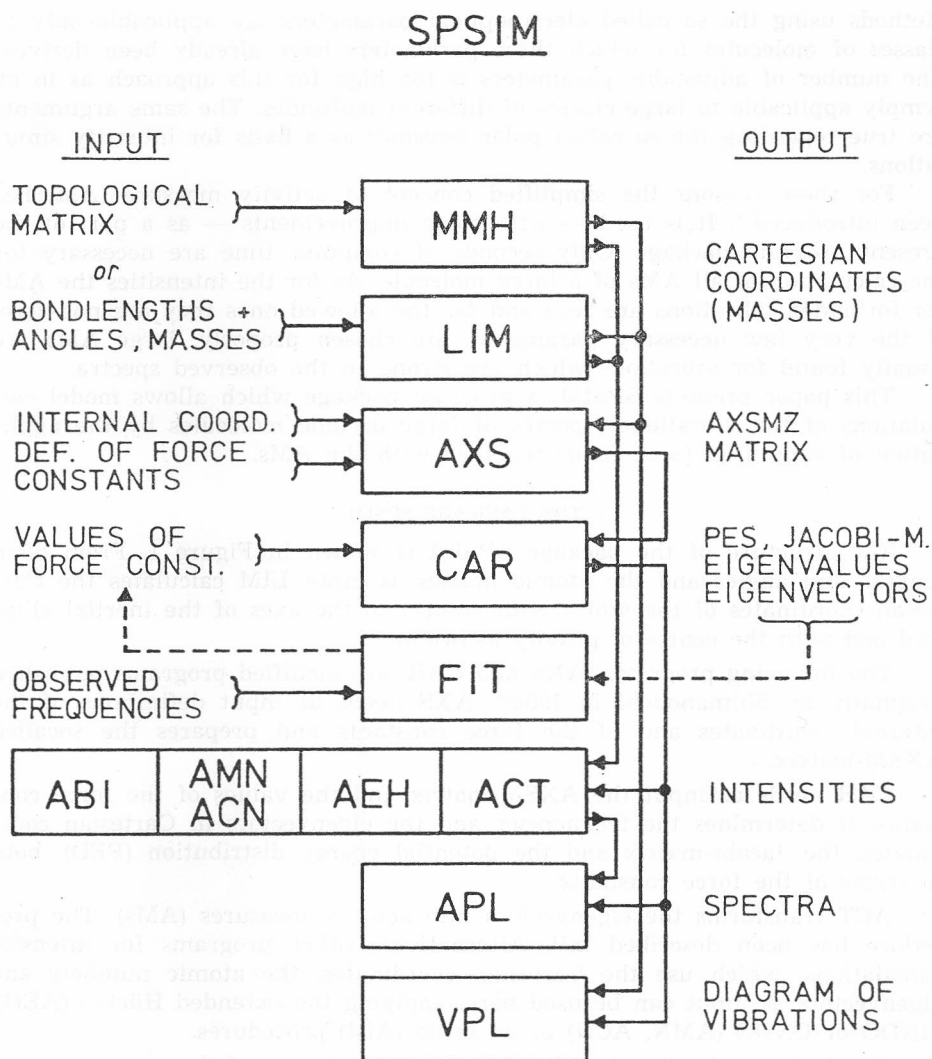 SPSIM
INPUT
OUTPUT
TOPOLOGICAL
MATRIX
or
BONDLENGTHS +
ANGLES, MASSES
INTERNAL COORD.
DEF. OF FORCE
CONSTANTS
VALUES OF
FORCE CONST.
OBSERVED
FREQUENCIES
MMH
LIM
AXS
CAR
FIT
ABI
AMN
ACN
AEH
ACT
APL
VPL
CARTESIAN
COORDINATES
(MASSES)
AXSMZ
MATRIX
PES, JACOBI-M.
EIGENVALUES
EIGENVECTORS
INTENSITIES
SPECTRA
DIAGRAM OF
VIBRATIONS